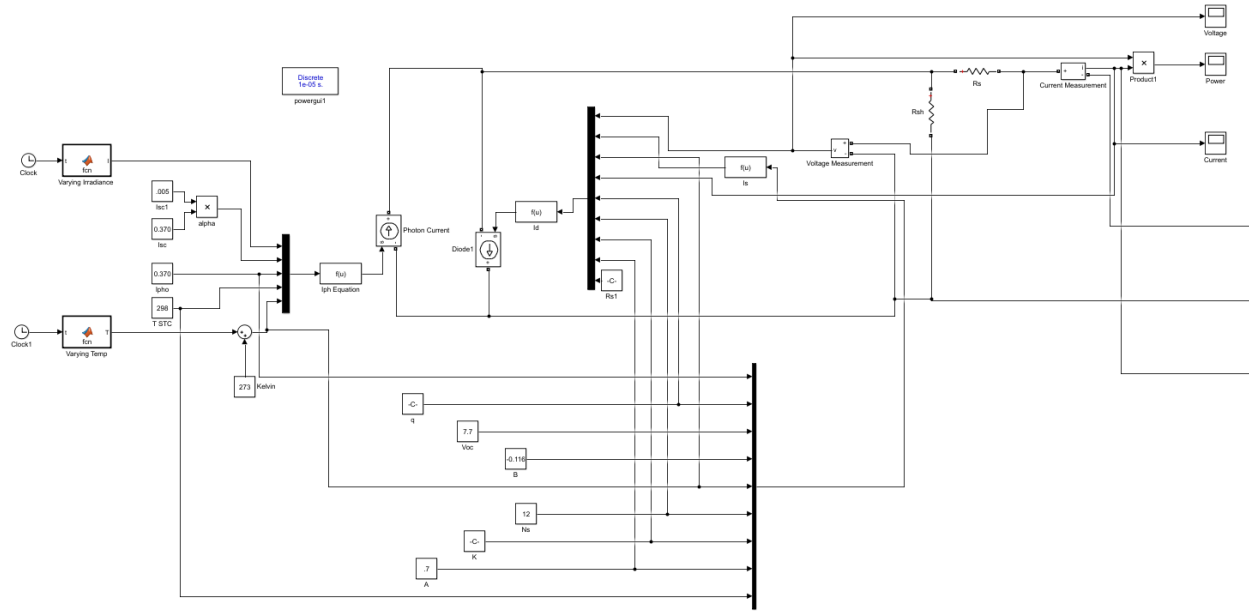 Voltage
Discrete
1e-05 s.
powergui1
Rs
+
i
-
Current Measurement
×
Product1
Power
Rsh
Clock
t
fcn
I
Varying Irradiance
.005
Isc1
0.370
Isc
×
alpha
Photon Current
f(u)
Id
Diode1
f(u)
Is
v
+
-
Voltage Measurement
Current
0.370
Ipho
298
T STC
f(u)
Iph Equation
-C-
Rs1
Clock1
t
fcn
T
Varying Temp
273
Kelvin
-C-
q
7.7
Voc
-0.116
B
12
Ns
-C-
K
.7
A